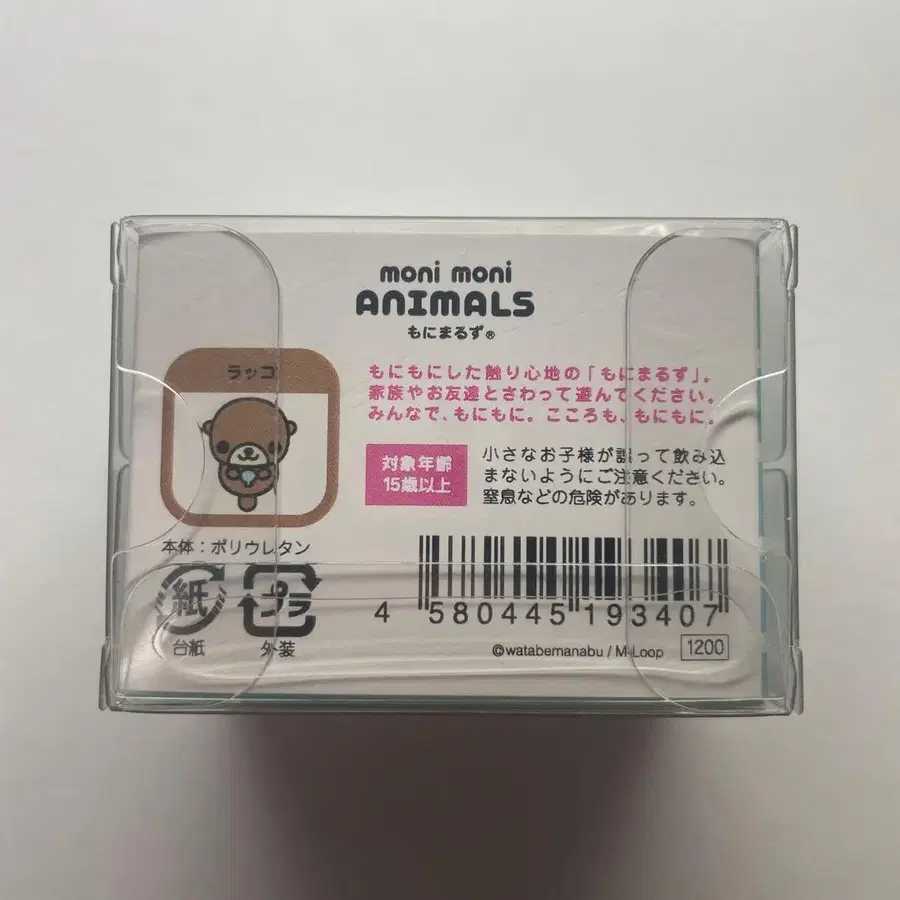 moni moni
ANIMALS
もにまるず®
ラッコ
もにもにした触り心地の「もにまるず」。
家族やお友達とさわって遊んでください。
みんなで、もにもに。こころも、もにもに。
対象年齢
15歳以上
小さなお子様が誤って飲み込
まないようにご注意ください。
窒息などの危険があります。
本体：ポリウレタン
紙
台紙
プラ
外装
4 580445 193407
©watabemanabu / M-Loop
1200